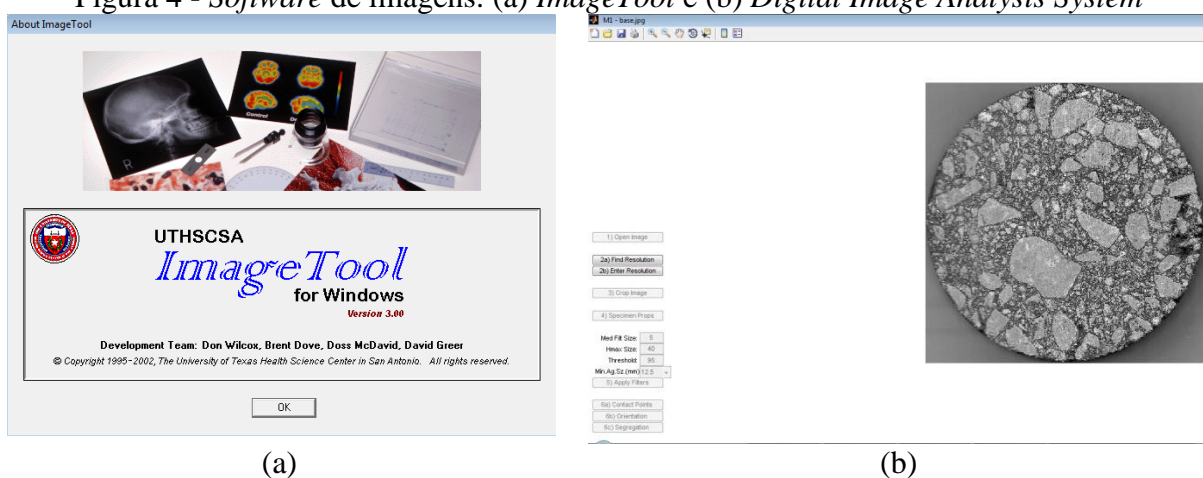 Figura 4 - Software de imagens: (a) ImageTool e (b) Digital Image Analysis System
About ImageTool
Control
R
UTHSCSA
ImageTool
for Windows
Version 3.00
Development Team: Don Wilcox, Brent Dove, Doss McDavid, David Greer
© Copyright 1995-2002, The University of Texas Health Science Center in San Antonio. All rights reserved.
OK
(a)
M1 - base.jpg
1) Open Image
2a) Find Resolution
2b) Enter Resolution
3) Crop Image
4) Specimen Props
Med Filt Size: 5
Hmax Size: 40
Threshold: 96
Min.Ag.Sz.(mm) 12.5
5) Apply Filters
6a) Contact Points
6b) Orientation
6c) Segregation
(b)